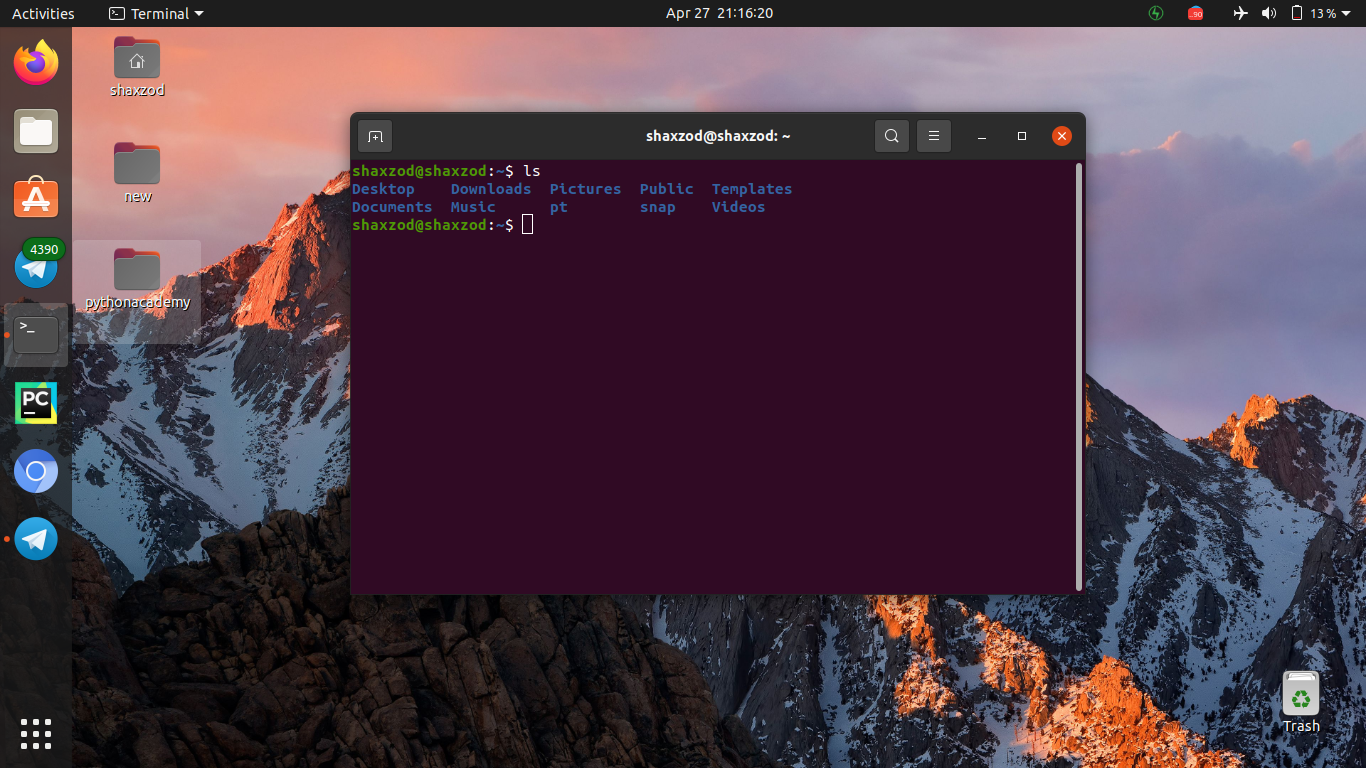 Activities
Terminal
Apr 27 21:16:20
..90
13 %
shaxzod
new
4390
pythonacademy
>_
PC
shaxzod@shaxzod: ~
shaxzod@shaxzod:~$ ls
Desktop Downloads Pictures Public Templates
Documents Music pt snap Videos
shaxzod@shaxzod:~$
Trash